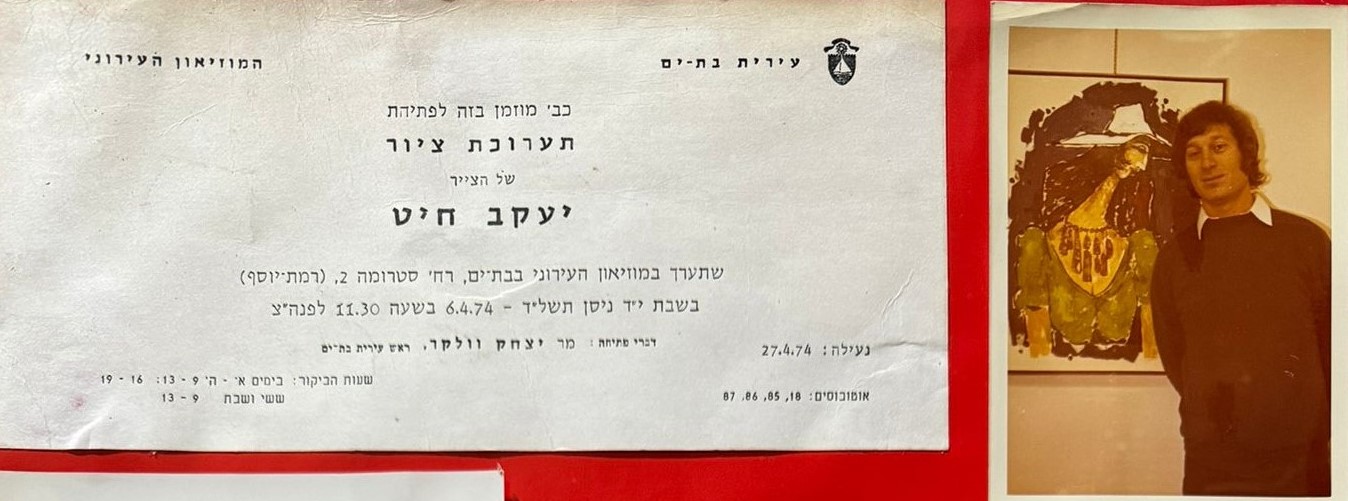 עירית בת-ים
המוזיאון העירוני
כב' מוזמן בזה לפתיחת
תערוכת ציור
של הצייר
יעקב חיט
שתערך במוזיאון העירוני בבת־ים, רח' סטרומה 2, (רמת־יוסף)
בשבת י״ד ניסן תשל״ד - 6.4.74 בשעה 11.30 לפנה״צ
דברי פתיחה: מר יצחק וולקר, ראש עירית בת־ים
נעילה: 27.4.74
שעות הביקור: בימים א' - ה' 9 - 13: 16 - 19
ששי ושבת 9 - 13
אוטובוסים: 18, 85, 86, 87